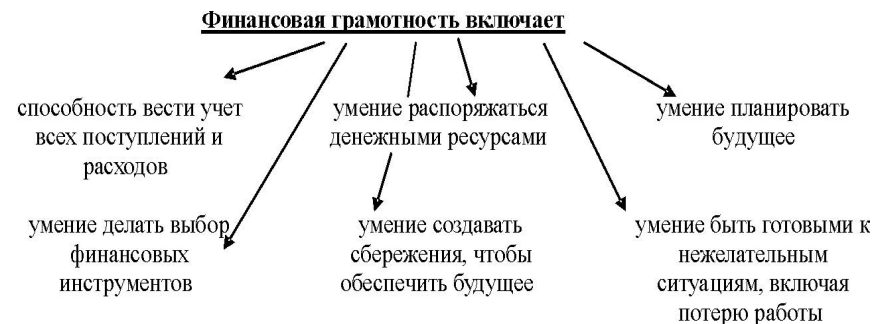 Финансовая грамотность включает
способность вести учет
всех поступлений и
расходов
умение распоряжаться
денежными ресурсами
умение планировать
будущее
умение делать выбор
финансовых
инструментов
умение создавать
сбережения, чтобы
обеспечить будущее
умение быть готовыми к
нежелательным
ситуациям, включая
потерю работы